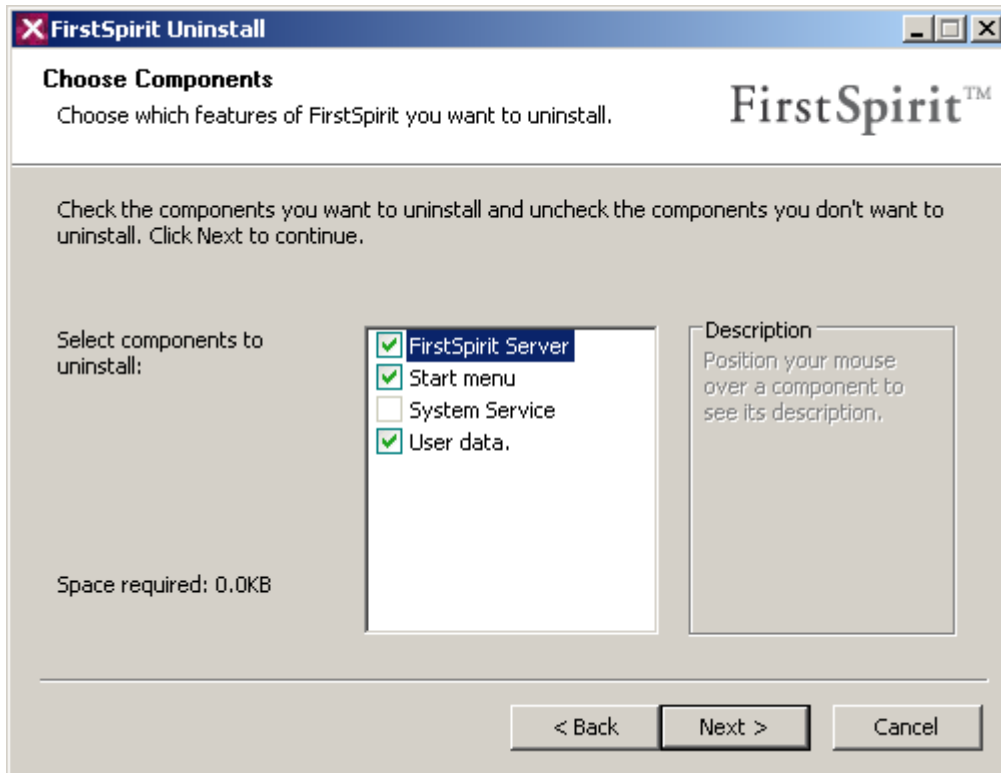 FirstSpirit Uninstall
Choose Components
Choose which features of FirstSpirit you want to uninstall.
FirstSpirit™
Check the components you want to uninstall and uncheck the components you don't want to
uninstall. Click Next to continue.
Select components to
uninstall:
FirstSpirit Server
Start menu
System Service
User data.
Description
Position your mouse
over a component to
see its description.
Space required: 0.0KB
< Back
Next >
Cancel